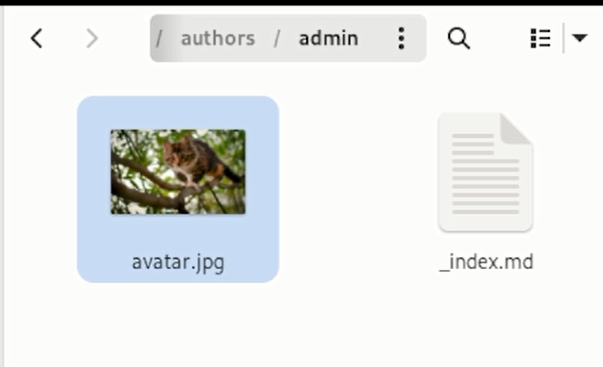 / authors / admin
avatar.jpg
_index.md